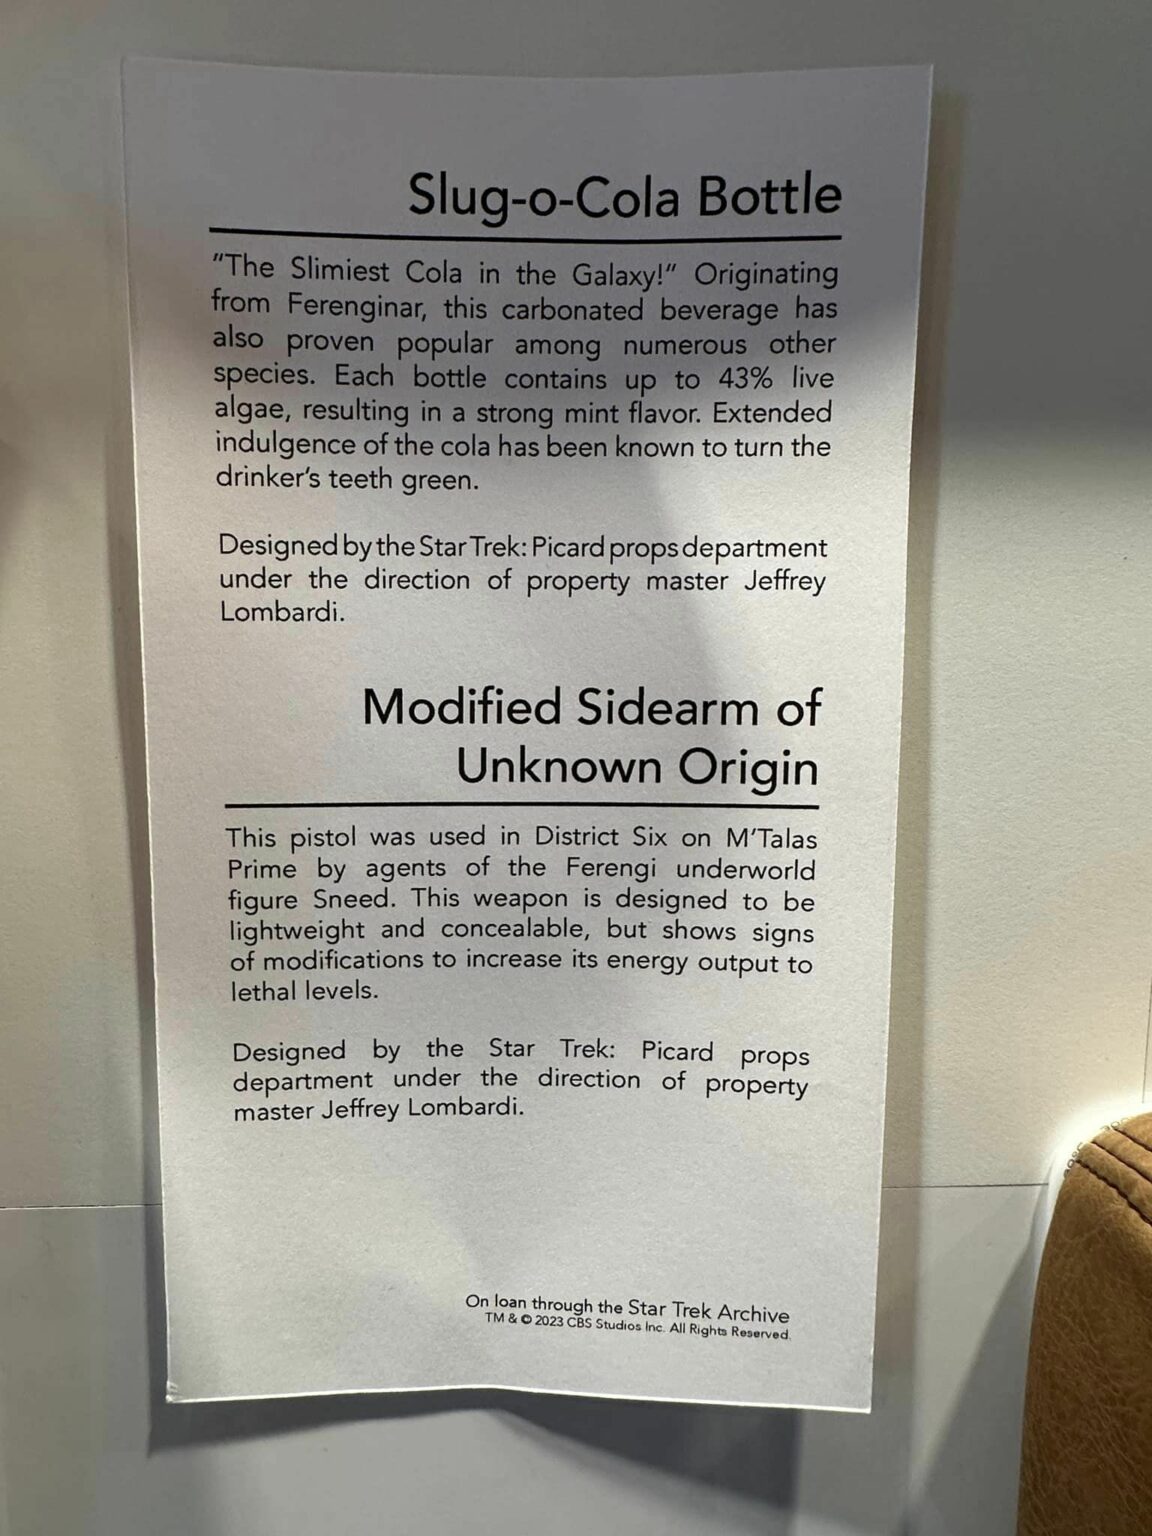 Slug-o-Cola Bottle
"The Slimiest Cola in the Galaxy!" Originating
from Ferenginar, this carbonated beverage has
also proven popular among numerous other
species. Each bottle contains up to 43% live
algae, resulting in a strong mint flavor. Extended
indulgence of the cola has been known to turn the
drinker's teeth green.
Designed by the Star Trek: Picard props department
under the direction of property master Jeffrey
Lombardi.
Modified Sidearm of
Unknown Origin
This pistol was used in District Six on M'Talas
Prime by agents of the Ferengi underworld
figure Sneed. This weapon is designed to be
lightweight and concealable, but shows signs
of modifications to increase its energy output to
lethal levels.
Designed by the Star Trek: Picard props
department under the direction of property
master Jeffrey Lombardi.
On loan through the Star Trek Archive
TM & © 2023 CBS Studios Inc. All Rights Reserved.